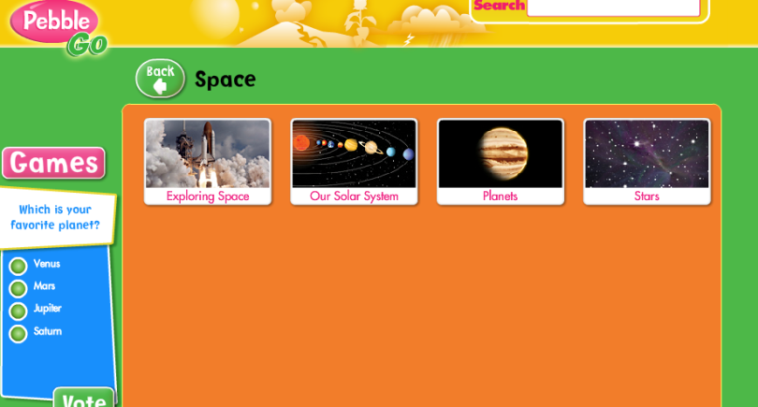 Pebble
Go
Search
Back
Space
Exploring Space
Our Solar System
Planets
Stars
Games
Which is your
favorite planet?
Venus
Mars
Jupiter
Saturn
Vote